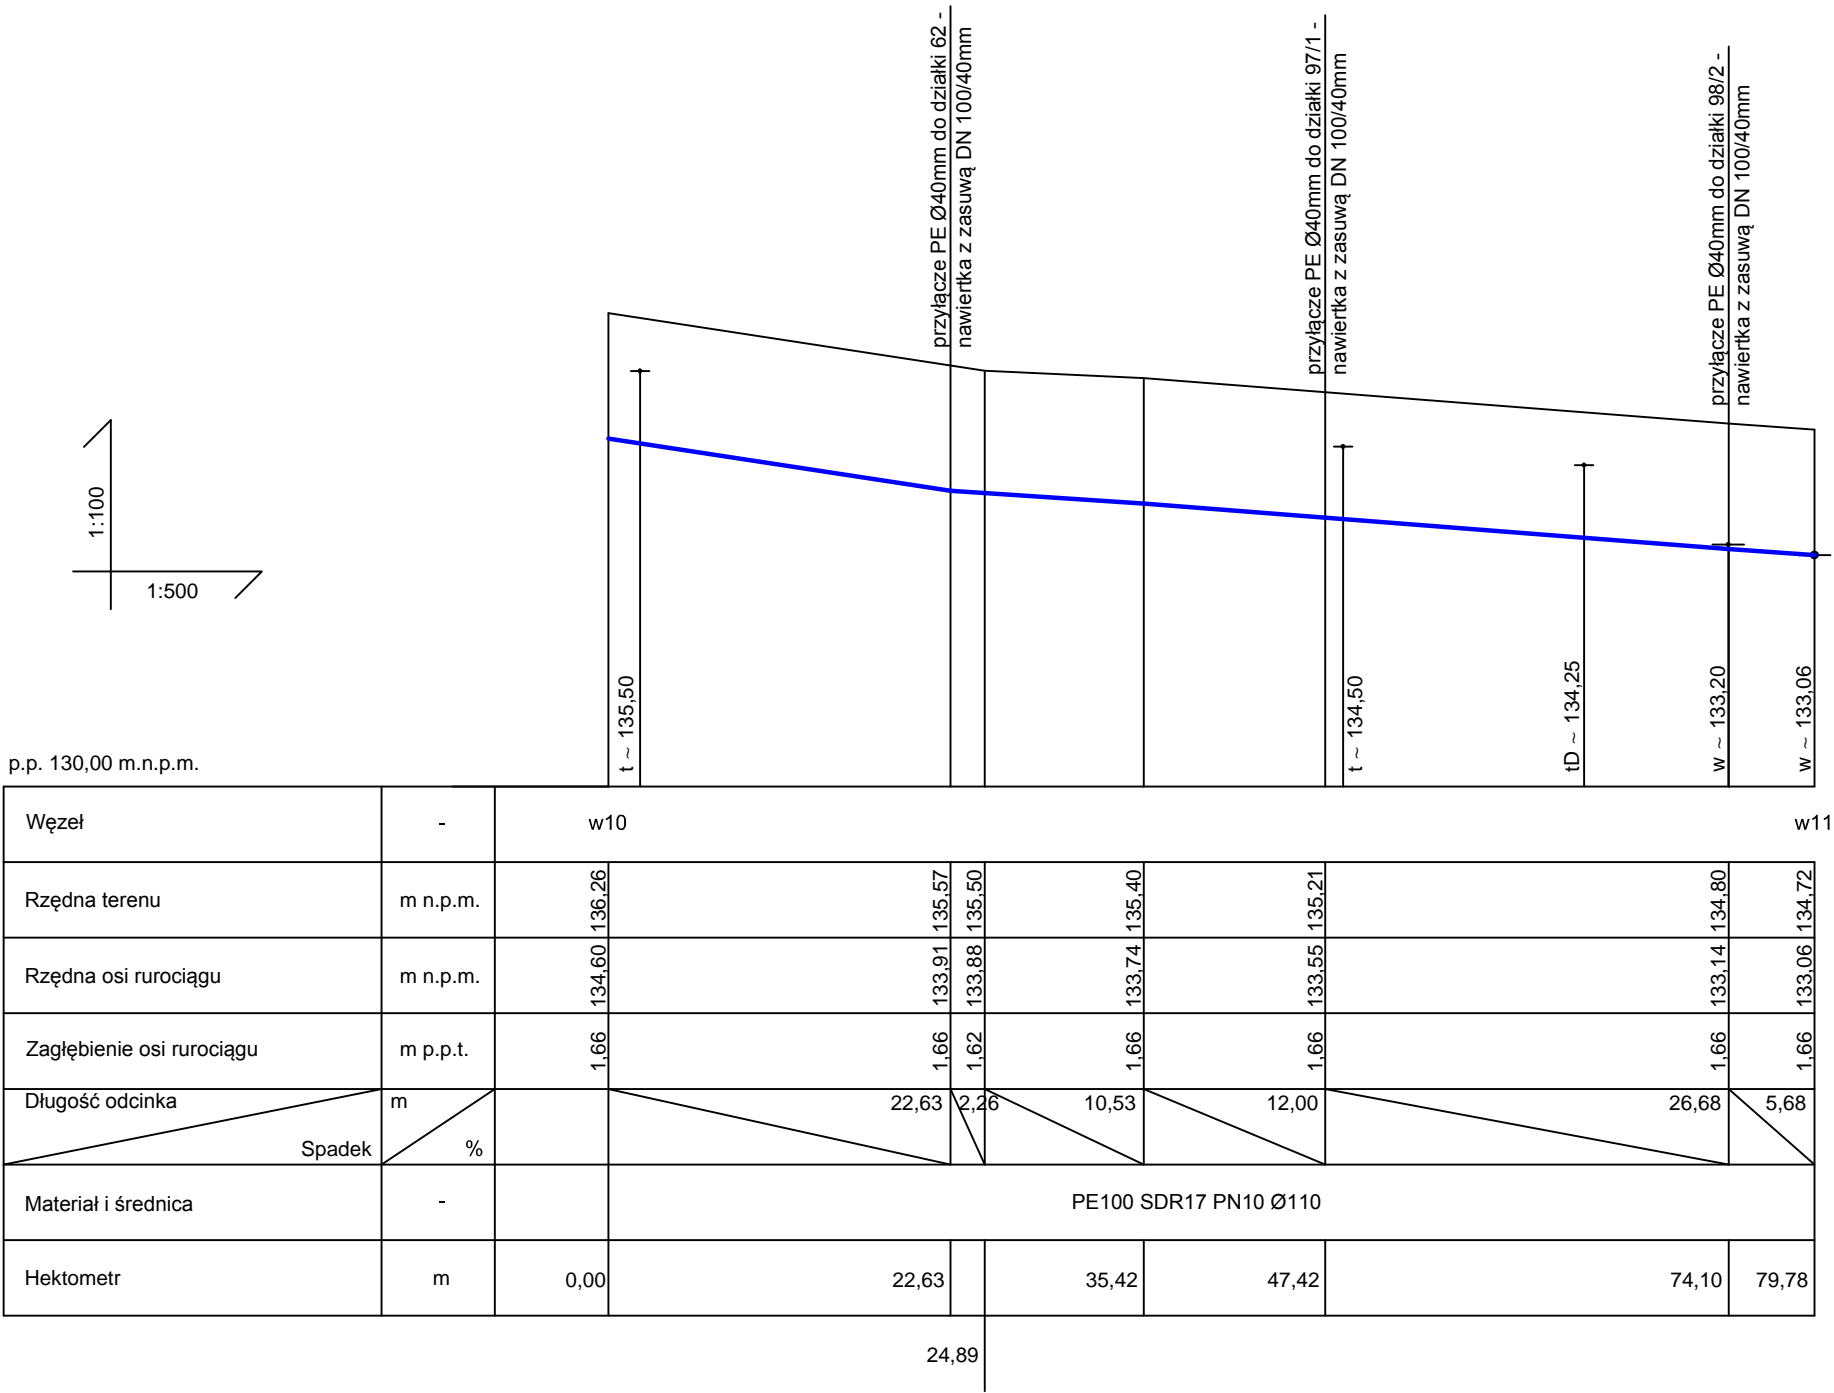 przyłącze PE Ø40mm do działki 62 -
nawiertka z zasuwą DN 100/40mm
przyłącze PE Ø40mm do działki 97/1 -
nawiertka z zasuwą DN 100/40mm
przyłącze PE Ø40mm do działki 98/2 -
nawiertka z zasuwą DN 100/40mm
1:100
1:500
t ~ 135,50
t ~ 134,50
tD ~ 134,25
w ~ 133,20
w ~ 133,06
p.p. 130,00 m.n.p.m.
Węzeł - w10 w11
Rzędna terenu m n.p.m. 136,26 135,57 135,50 135,40 135,21 134,80 134,72
Rzędna osi rurociągu m n.p.m. 134,60 133,91 133,88 133,74 133,55 133,14 133,06
Zagłębienie osi rurociągu m p.p.t. 1,66 1,66 1,62 1,66 1,66 1,66 1,66
Długość odcinka m 22,63 2,26 10,53 12,00 26,68 5,68
Spadek %
Materiał i średnica - PE100 SDR17 PN10 Ø110
Hektometr m 0,00 22,63 35,42 47,42 74,10 79,78
24,89